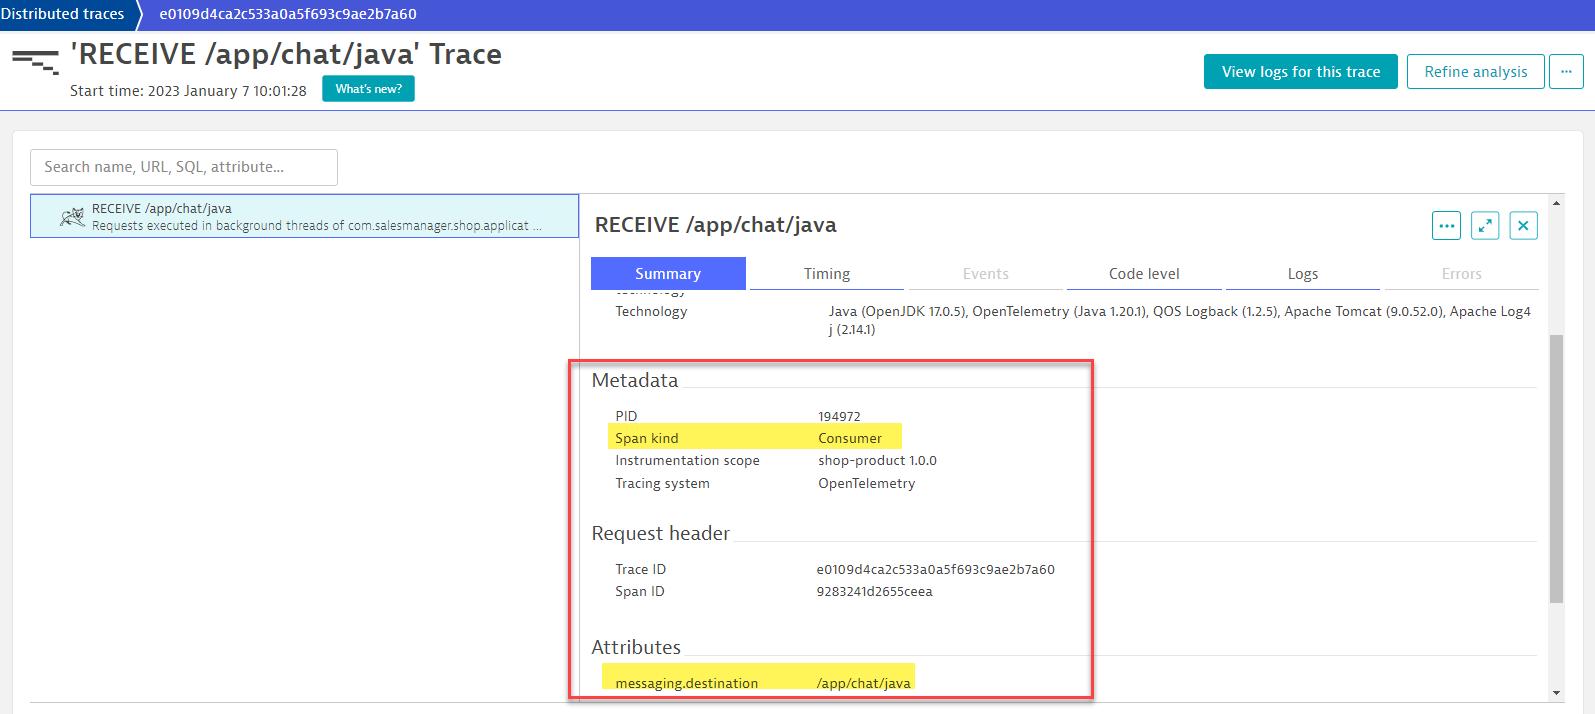 Distributed traces e0109d4ca2c533a0a5f693c9ae2b7a60
'RECEIVE /app/chat/java' Trace
Start time: 2023 January 7 10:01:28 What's new?
View logs for this trace Refine analysis ...
Search name, URL, SQL, attribute...
RECEIVE /app/chat/java
Requests executed in background threads of com.salesmanager.shop.applicat ...
RECEIVE /app/chat/java
Summary Timing Events Code level Logs Errors
technology
Technology Java (OpenJDK 17.0.5), OpenTelemetry (Java 1.20.1), QOS Logback (1.2.5), Apache Tomcat (9.0.52.0), Apache Log4
j (2.14.1)
Metadata
PID 194972
Span kind Consumer
Instrumentation scope shop-product 1.0.0
Tracing system OpenTelemetry
Request header
Trace ID e0109d4ca2c533a0a5f693c9ae2b7a60
Span ID 9283241d2655ceea
Attributes
messaging.destination /app/chat/java